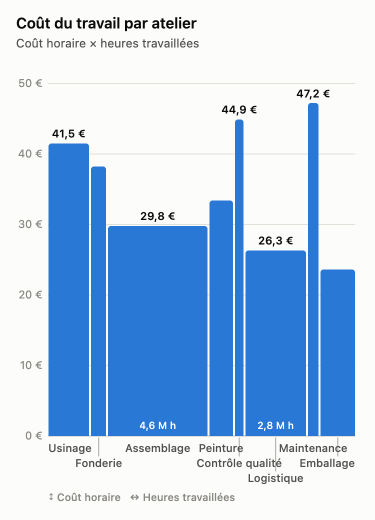 Coût du travail par atelier
Coût horaire × heures travaillées
50 €
40 €
30 €
20 €
10 €
0 €
41,5 €
29,8 €
44,9 €
26,3 €
47,2 €
4,6 M h
2,8 M h
Usinage
Fonderie
Assemblage
Peinture
Contrôle qualité
Logistique
Maintenance
Emballage
↕ Coût horaire ↔ Heures travaillées